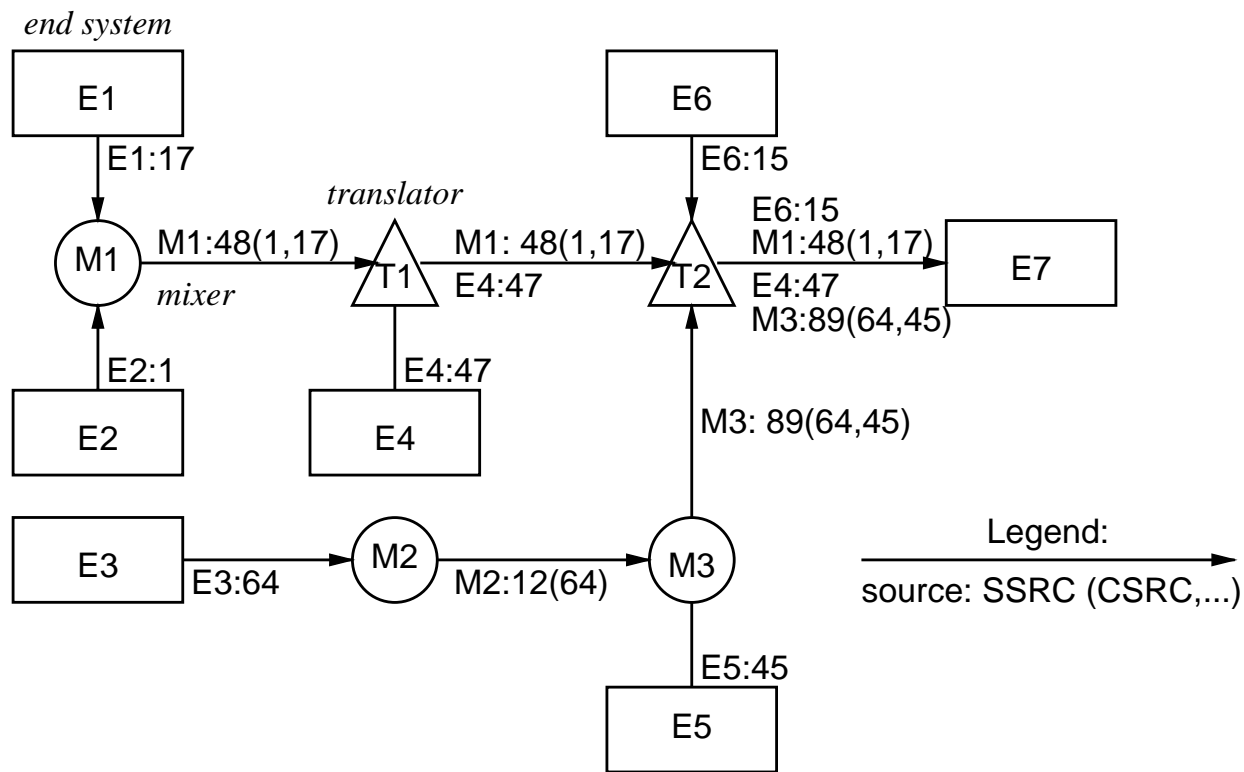 end system
E1
E6
E1:17
E6:15
translator
E6:15
M1
M1:48(1,17)
T1
M1: 48(1,17)
T2
M1:48(1,17)
E7
mixer
E4:47
E4:47
M3:89(64,45)
E2:1
E4:47
E2
E4
M3: 89(64,45)
E3
M2
M3
Legend:
E3:64
M2:12(64)
source: SSRC (CSRC,...)
E5:45
E5